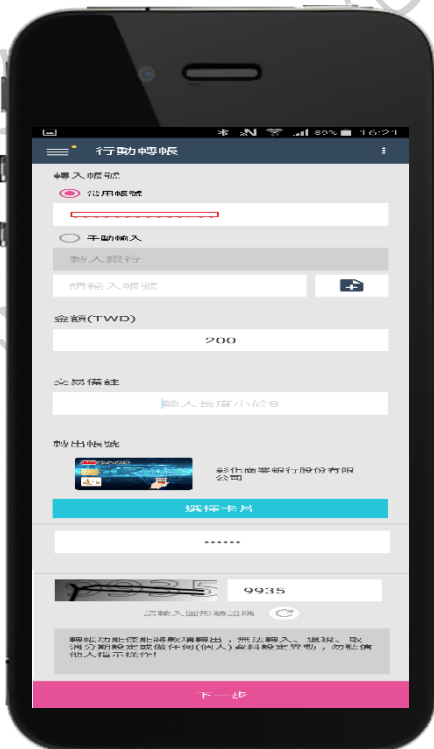 89% 16:21
行動轉帳
轉入帳號
常用帳號
手動輸入
轉入銀行
請輸入帳號
金額(TWD)
200
交易備註
輸入長度小於8
轉出帳號
彰化商業銀行股份有限
公司
選擇卡片
••••••
9935
請輸入圖形驗證碼
轉帳功能僅能將款項轉出，無法轉入、退稅、取
消分期設定或做任何(個人)資料設定異動，勿聽信
他人指示操作!
下一步